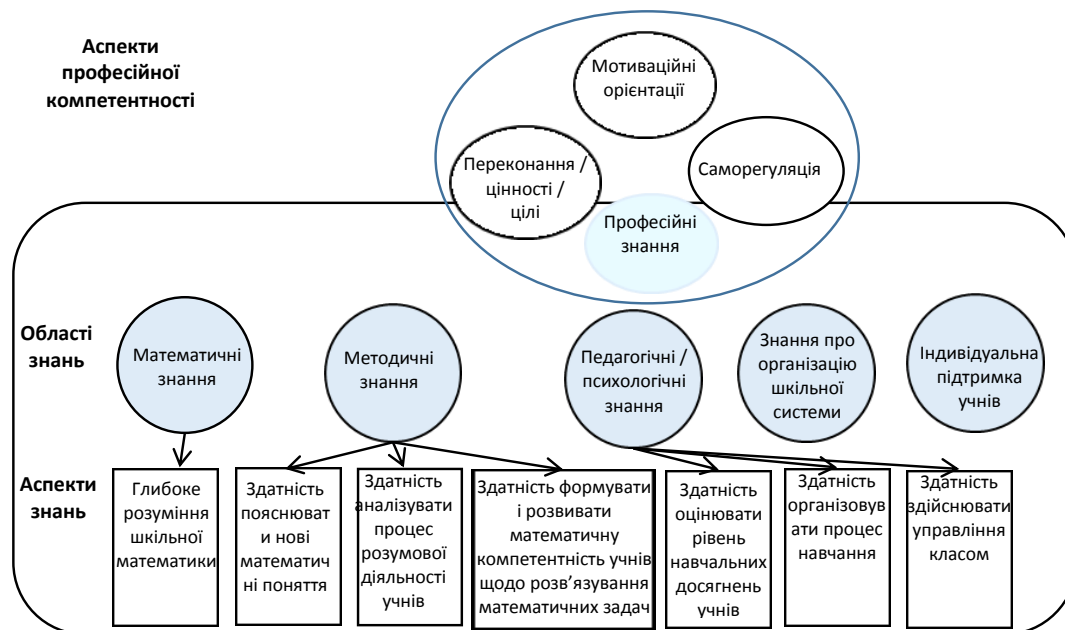 Аспекти
професійної
компетентності
Мотиваційні
орієнтації
Переконання /
цінності /
цілі
Саморегуляція
Професійні
знання
Області
знань
Математичні
знання
Методичні
знання
Педагогічні /
психологічні
знання
Знання про
організацію
шкільної
системи
Індивідуальна
підтримка
учнів
Аспекти
знань
Глибоке
розуміння
шкільної
математики
Здатність
пояснюват
и нові
математич
ні поняття
Здатність
аналізувати
процес
розумової
діяльності
учнів
Здатність формувати
і розвивати
математичну
компетентність учнів
щодо розв’язування
математичних задач
Здатність
оцінювати
рівень
навчальних
досягнень
учнів
Здатність
організовув
ати процес
навчання
Здатність
здійснювати
управління
класом